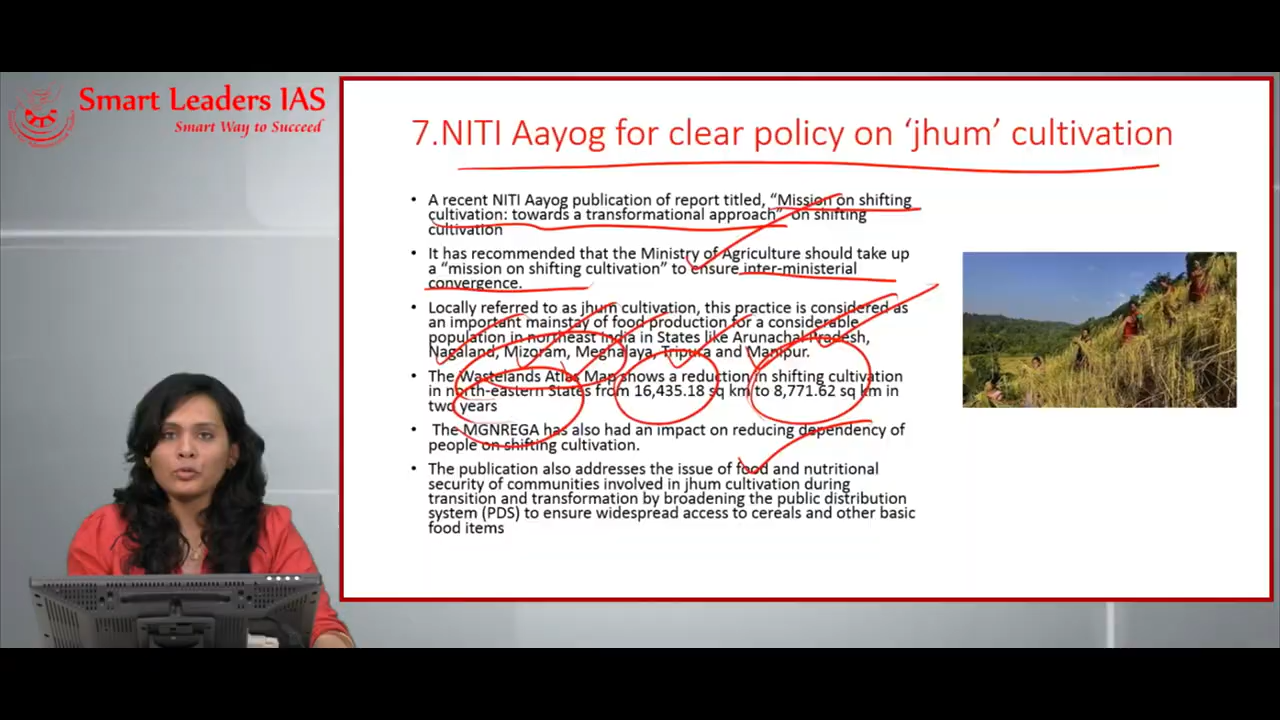 Smart Leaders IAS
Smart Way to Succeed
7.NITI Aayog for clear policy on ‘jhum’ cultivation
• A recent NITI Aayog publication of report titled, “Mission on shifting
cultivation: towards a transformational approach” on shifting
cultivation
• It has recommended that the Ministry of Agriculture should take up
a “mission on shifting cultivation” to ensure inter-ministerial
convergence.
• Locally referred to as jhum cultivation, this practice is considered as
an important mainstay of food production for a considerable
population in northeast India in States like Arunachal Pradesh,
Nagaland, Mizoram, Meghalaya, Tripura and Manipur.
• The Wastelands Atlas Map shows a reduction in shifting cultivation
in north-eastern States from 16,435.18 sq km to 8,771.62 sq km in
two years
• The MGNREGA has also had an impact on reducing dependency of
people on shifting cultivation.
• The publication also addresses the issue of food and nutritional
security of communities involved in jhum cultivation during
transition and transformation by broadening the public distribution
system (PDS) to ensure widespread access to cereals and other basic
food items